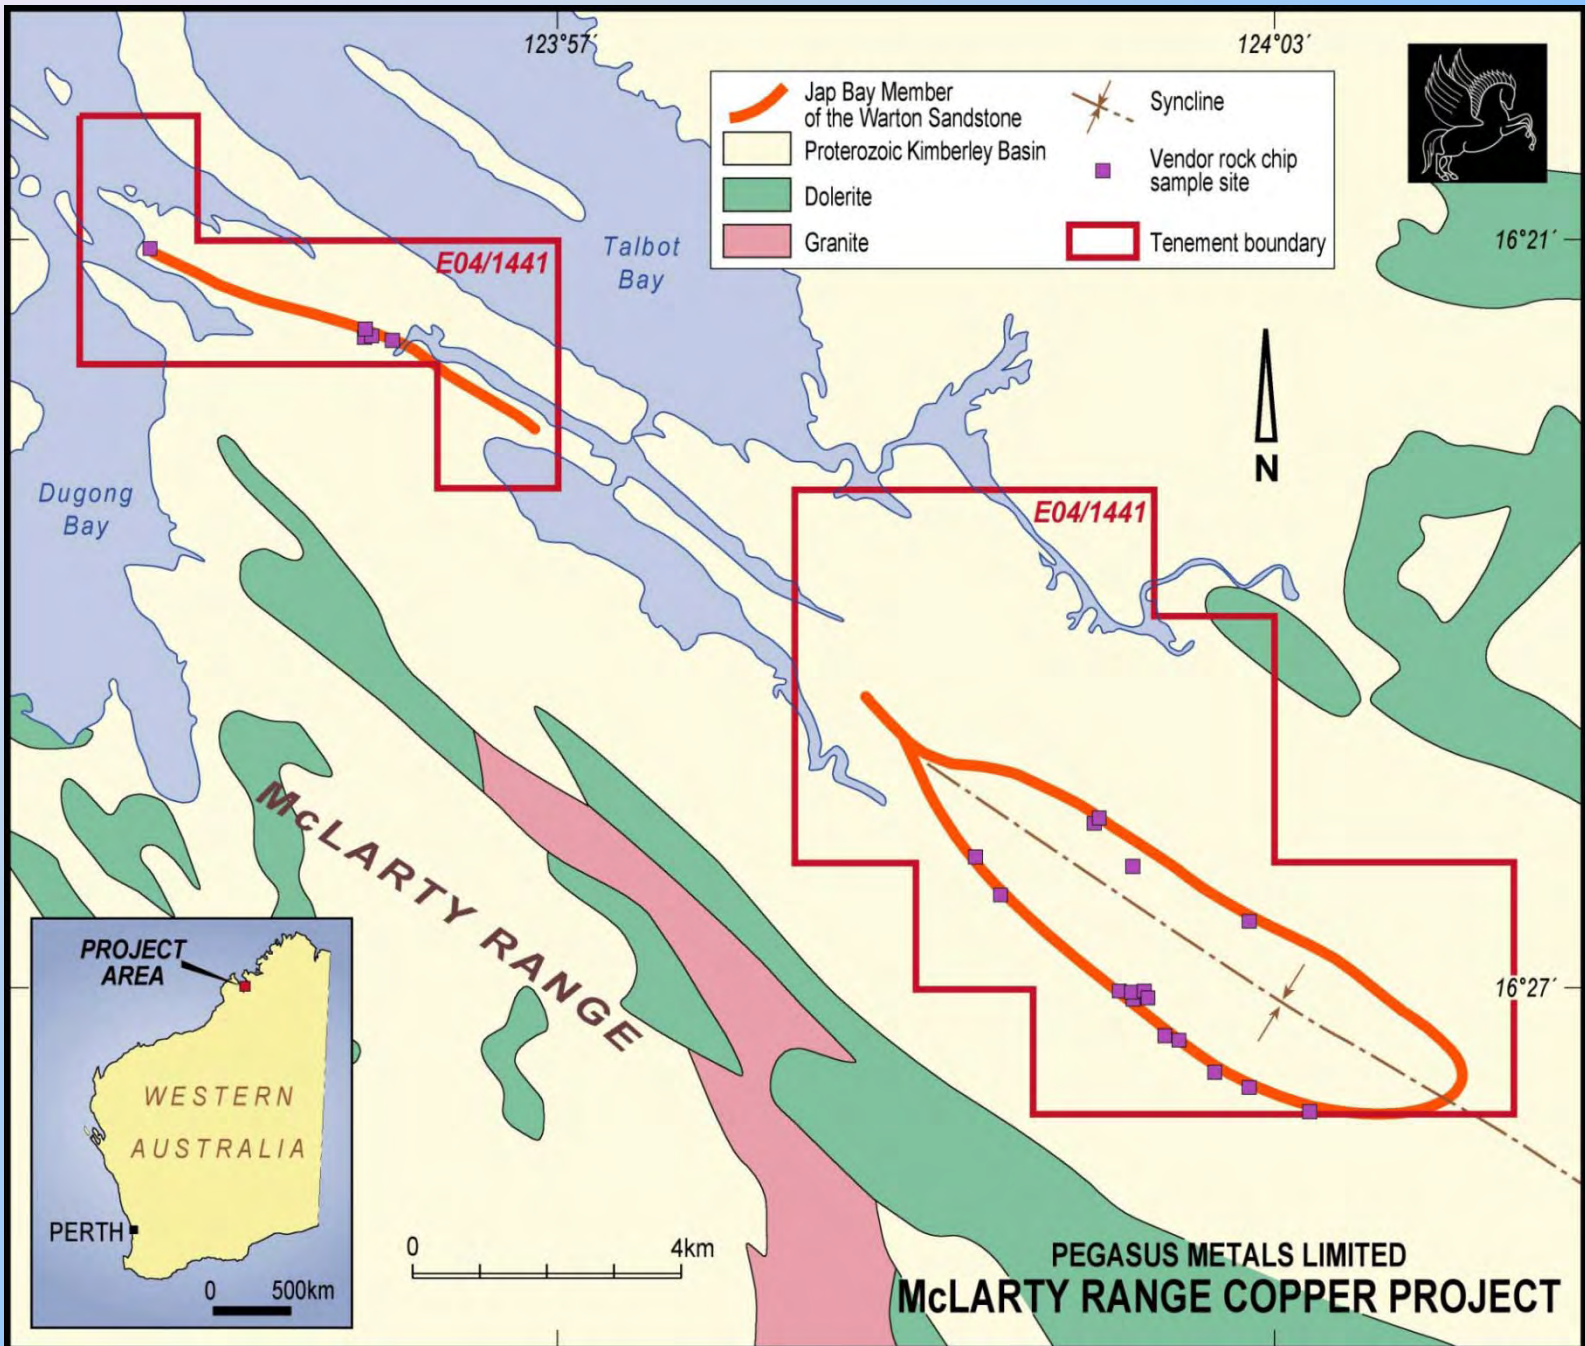 123°57´
124°03´
Jap Bay Member
of the Warton Sandstone
Proterozoic Kimberley Basin
Dolerite
Granite
Syncline
Vendor rock chip
sample site
Tenement boundary
16°21´
E04/1441
Talbot
Bay
N
Dugong
Bay
E04/1441
McLARTY RANGE
16°27´
PROJECT
AREA
WESTERN
AUSTRALIA
PERTH
0 500km
0 4km
PEGASUS METALS LIMITED
McLARTY RANGE COPPER PROJECT